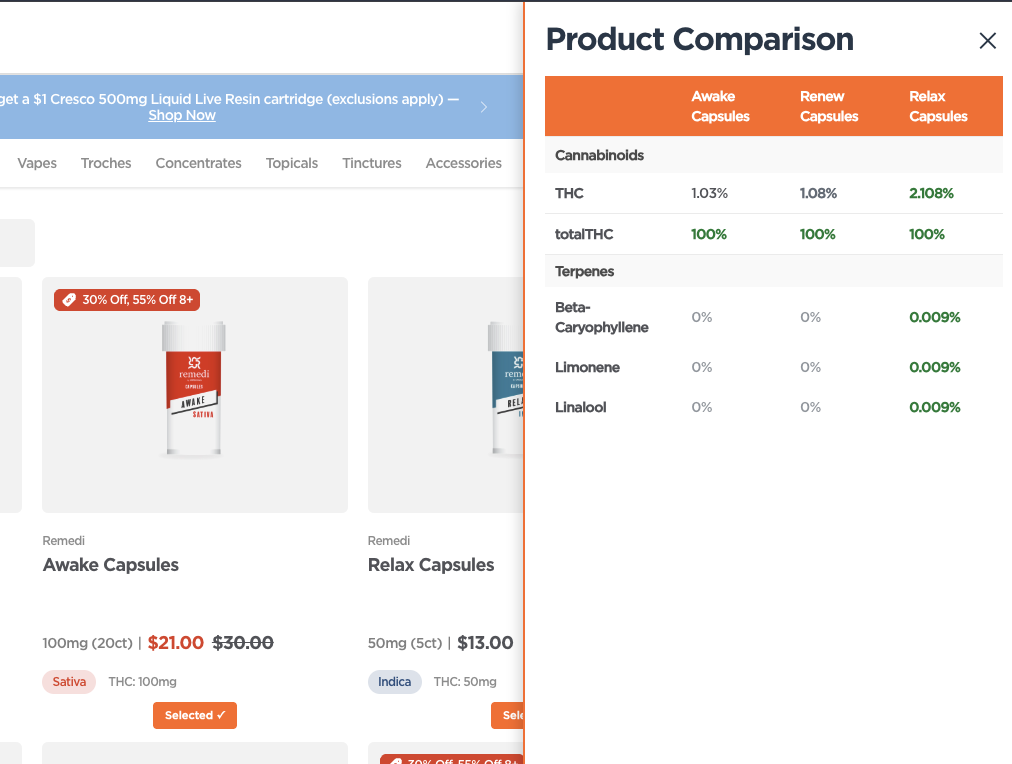 get a $1 Cresco 500mg Liquid Live Resin cartridge (exclusions apply) —
Shop Now
Vapes Troches Concentrates Topicals Tinctures Accessories
30% Off, 55% Off 8+
remedi
CAPSULES
AWAKE
SATIVA
Remedi
Awake Capsules
100mg (20ct) | $21.00 $30.00
Sativa THC: 100mg
Selected ✓
Remedi
Relax Capsules
50mg (5ct) | $13.00
Indica THC: 50mg
30% Off, 55% Off 8+
Product Comparison
Awake Capsules
Renew Capsules
Relax Capsules
Cannabinoids
THC 1.03% 1.08% 2.108%
totalTHC 100% 100% 100%
Terpenes
Beta-
Caryophyllene 0% 0% 0.009%
Limonene 0% 0% 0.009%
Linalool 0% 0% 0.009%